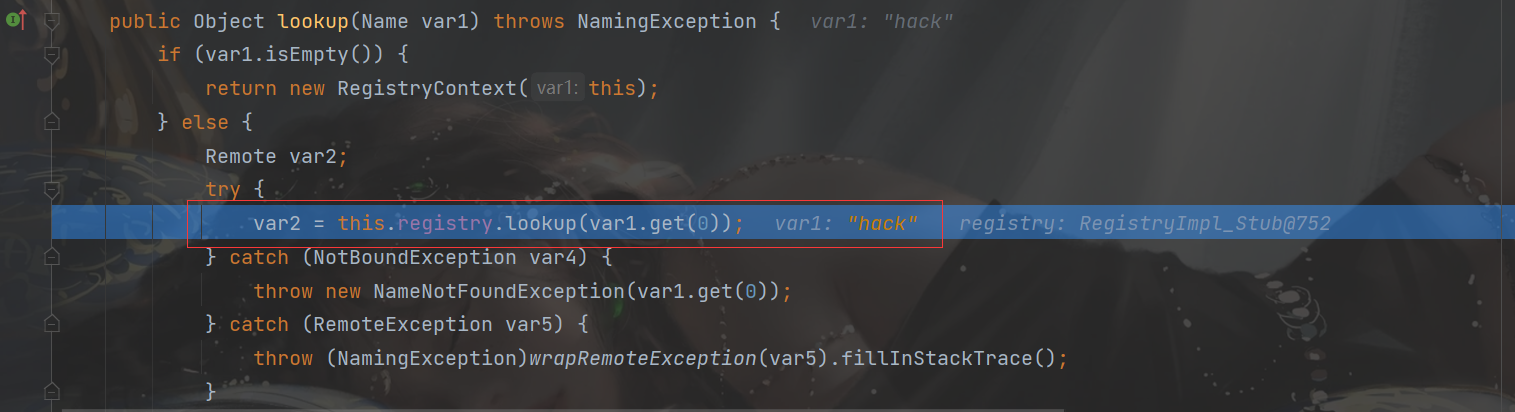 public Object lookup(Name var1) throws NamingException {   var1: "hack"
    if (var1.isEmpty()) {
        return new RegistryContext( var1: this);
    } else {
        Remote var2;
        try {
            var2 = this.registry.lookup(var1.get(0));   var1: "hack"   registry: RegistryImpl_Stub@752
        } catch (NotBoundException var4) {
            throw new NameNotFoundException(var1.get(0));
        } catch (RemoteException var5) {
            throw (NamingException)wrapRemoteException(var5).fillInStackTrace();
        }